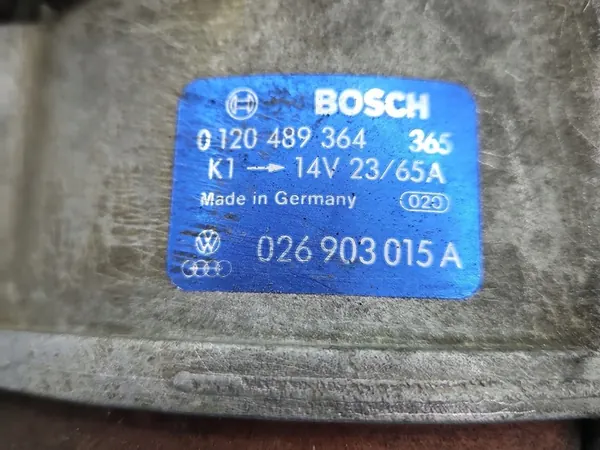 BOSCH
0 120 489 364 365
K1 → 14V 23/65A
Made in Germany 020
026 903 015 A